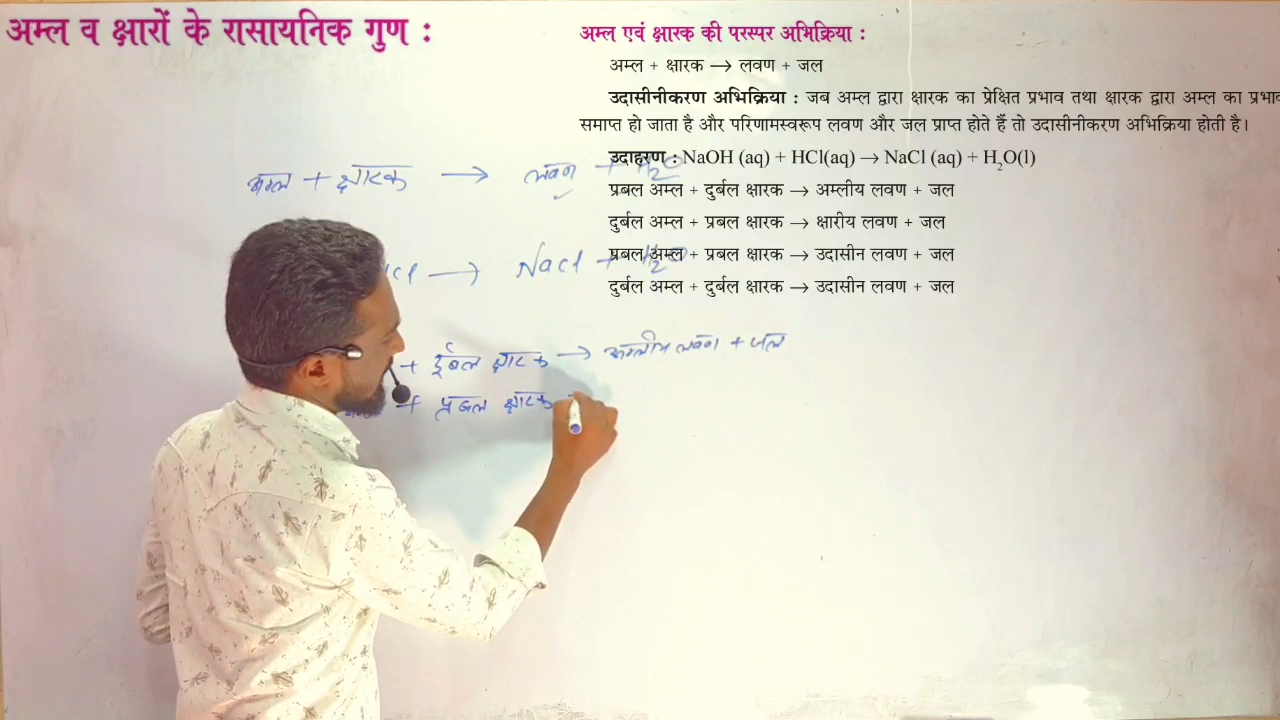 अम्ल व क्षारों के रासायनिक गुण :
अम्ल एवं क्षारक की परस्पर अभिक्रिया :
अम्ल + क्षारक → लवण + जल
उदासीनीकरण अभिक्रिया : जब अम्ल द्वारा क्षारक का प्रेक्षित प्रभाव तथा क्षारक द्वारा अम्ल का प्रभाव
समाप्त हो जाता है और परिणामस्वरूप लवण और जल प्राप्त होते हैं तो उदासीनीकरण अभिक्रिया होती है।
उदाहरण : NaOH (aq) + HCl(aq) → NaCl (aq) + H₂O(l)
प्रबल अम्ल + दुर्बल क्षारक → अम्लीय लवण + जल
दुर्बल अम्ल + प्रबल क्षारक → क्षारीय लवण + जल
प्रबल अम्ल + प्रबल क्षारक → उदासीन लवण + जल
दुर्बल अम्ल + दुर्बल क्षारक → उदासीन लवण + जल
अम्ल + क्षारक → लवण + H₂O
→ NaCl + H₂O
+ दुर्बल क्षारक → अम्लीय लवण + जल
+ प्रबल क्षारक